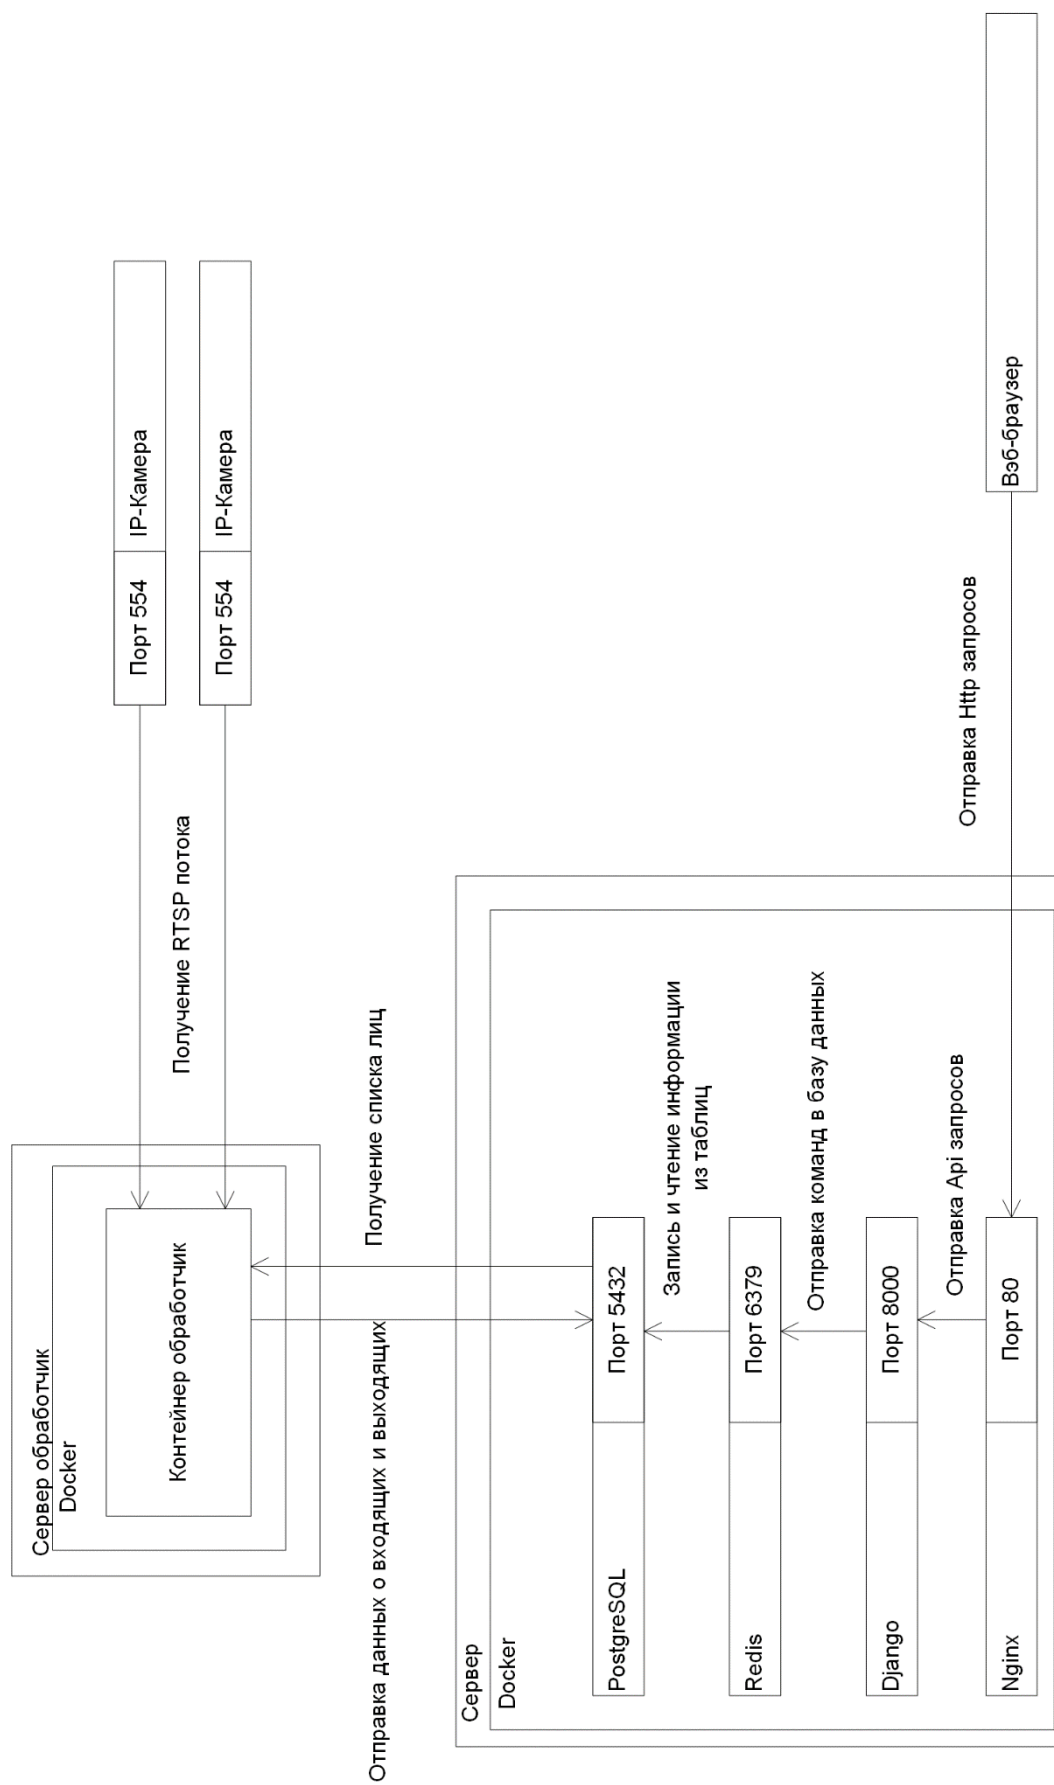 Сервер обработчик
Docker
Контейнер обработчик
Порт 554
IP-Камера
Порт 554
IP-Камера
Получение RTSP потока
Отправка данных о входящих и выходящих
Получение списка лиц
Сервер
Docker
PostgreSQL
Порт 5432
Запись и чтение информации
из таблиц
Redis
Порт 6379
Отправка команд в базу данных
Django
Порт 8000
Отправка Api запросов
Nginx
Порт 80
Отправка Http запросов
Вэб-браузер